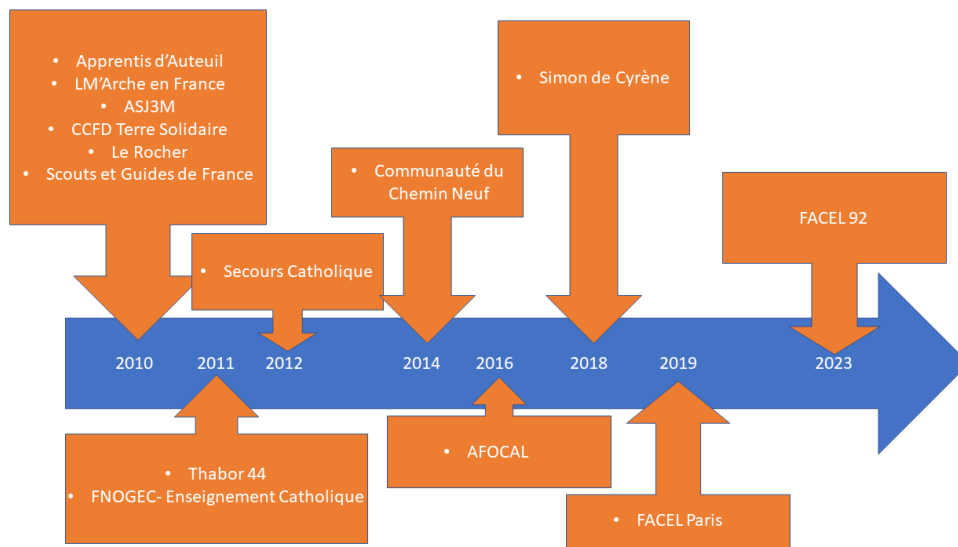 • Apprentis d'Auteuil
• LM'Arche en France
• ASJ3M
• CCFD Terre Solidaire
• Le Rocher
• Scouts et Guides de France
• Simon de Cyrène
• Communauté du
Chemin Neuf
FACEL 92
• Secours Catholique
2010 2011 2012 2014 2016 2018 2019 2023
• Thabor 44
• FNOGEC- Enseignement Catholique
• AFOCAL
• FACEL Paris